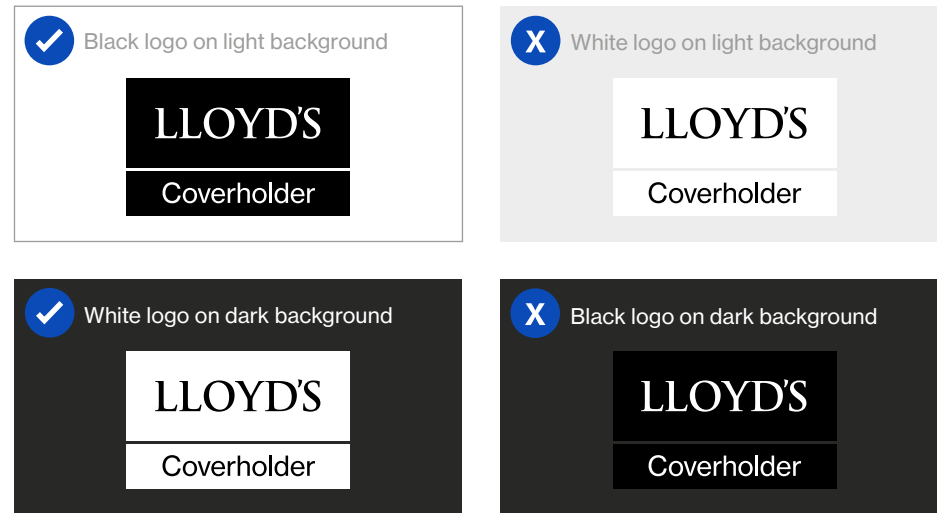 Black logo on light background
LLOYD'S
Coverholder
X White logo on light background
LLOYD'S
Coverholder
White logo on dark background
LLOYD'S
Coverholder
X Black logo on dark background
LLOYD'S
Coverholder